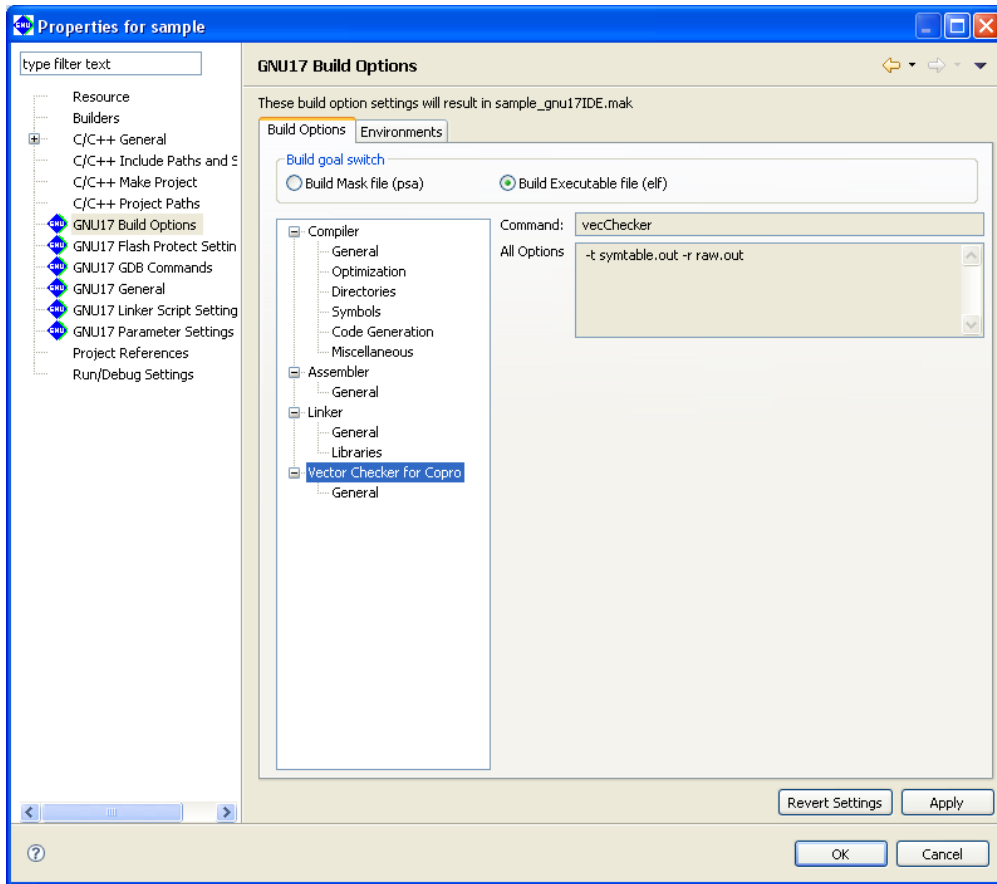 Properties for sample
type filter text
Resource
Builders
C/C++ General
C/C++ Include Paths and S
C/C++ Make Project
C/C++ Project Paths
GNU17 Build Options
GNU17 Flash Protect Settin
GNU17 GDB Commands
GNU17 General
GNU17 Linker Script Setting
GNU17 Parameter Settings
Project References
Run/Debug Settings
GNU17 Build Options
These build option settings will result in sample_gnu17IDE.mak
Build Options Environments
Build goal switch
Build Mask file (psa) Build Executable file (elf)
Compiler
General
Optimization
Directories
Symbols
Code Generation
Miscellaneous
Assembler
General
Linker
General
Libraries
Vector Checker for Copro
General
Command: vecChecker
All Options -t symtable.out -r raw.out
Revert Settings Apply
OK Cancel